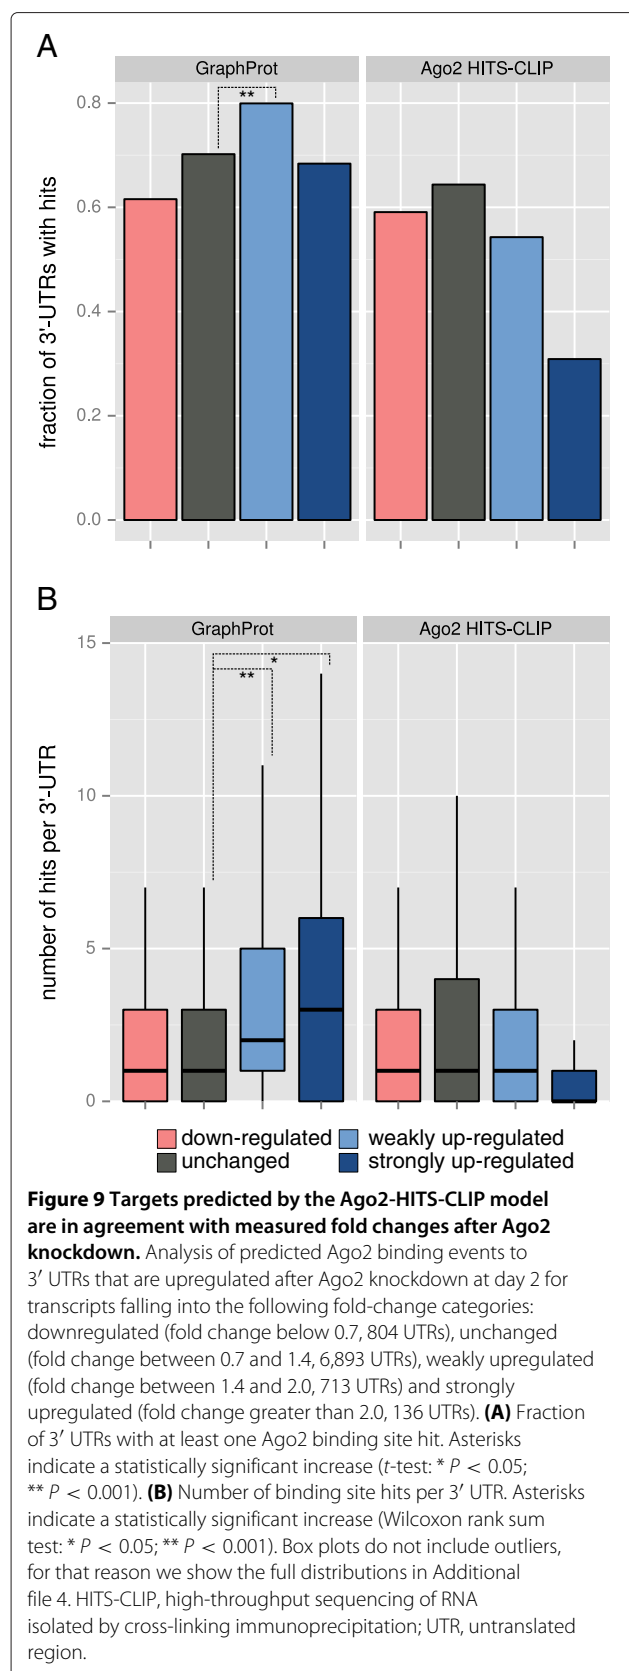 A
GraphProt
Ago2 HITS-CLIP
**
0.8
0.6
0.4
0.2
0.0
fraction of 3'-UTRs with hits
B
GraphProt
Ago2 HITS-CLIP
*
**
15
10
5
0
number of hits per 3'-UTR
down-regulated
weakly up-regulated
unchanged
strongly up-regulated
Figure 9 Targets predicted by the Ago2-HITS-CLIP model
are in agreement with measured fold changes after Ago2
knockdown. Analysis of predicted Ago2 binding events to
3′ UTRs that are upregulated after Ago2 knockdown at day 2 for
transcripts falling into the following fold-change categories:
downregulated (fold change below 0.7, 804 UTRs), unchanged
(fold change between 0.7 and 1.4, 6,893 UTRs), weakly upregulated
(fold change between 1.4 and 2.0, 713 UTRs) and strongly
upregulated (fold change greater than 2.0, 136 UTRs). (A) Fraction
of 3′ UTRs with at least one Ago2 binding site hit. Asterisks
indicate a statistically significant increase (t-test: * P < 0.05;
** P < 0.001). (B) Number of binding site hits per 3′ UTR. Asterisks
indicate a statistically significant increase (Wilcoxon rank sum
test: * P < 0.05; ** P < 0.001). Box plots do not include outliers,
for that reason we show the full distributions in Additional
file 4. HITS-CLIP, high-throughput sequencing of RNA
isolated by cross-linking immunoprecipitation; UTR, untranslated
region.